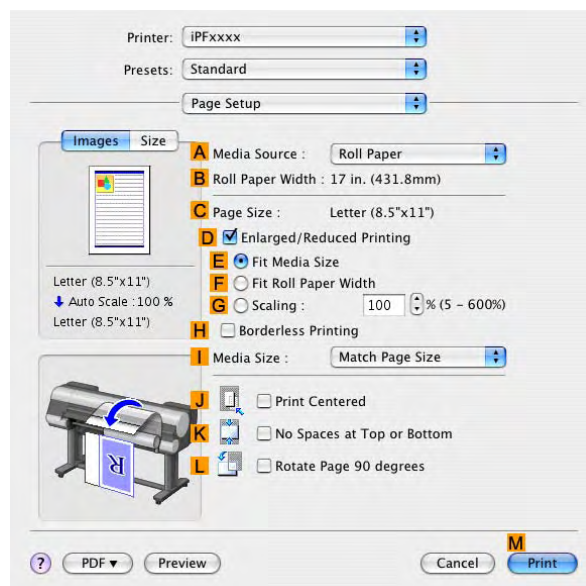 Printer: iPFxxxx
Presets: Standard
Page Setup
Images Size
A Media Source : Roll Paper
B Roll Paper Width : 17 in. (431.8mm)
C Page Size : Letter (8.5"x11")
D Enlarged/Reduced Printing
E Fit Media Size
F Fit Roll Paper Width
G Scaling : 100 % (5 - 600%)
H Borderless Printing
I Media Size : Match Page Size
Letter (8.5"x11")
Auto Scale :100 %
Letter (8.5"x11")
J Print Centered
K No Spaces at Top or Bottom
L Rotate Page 90 degrees
R
M
? PDF Preview Cancel Print